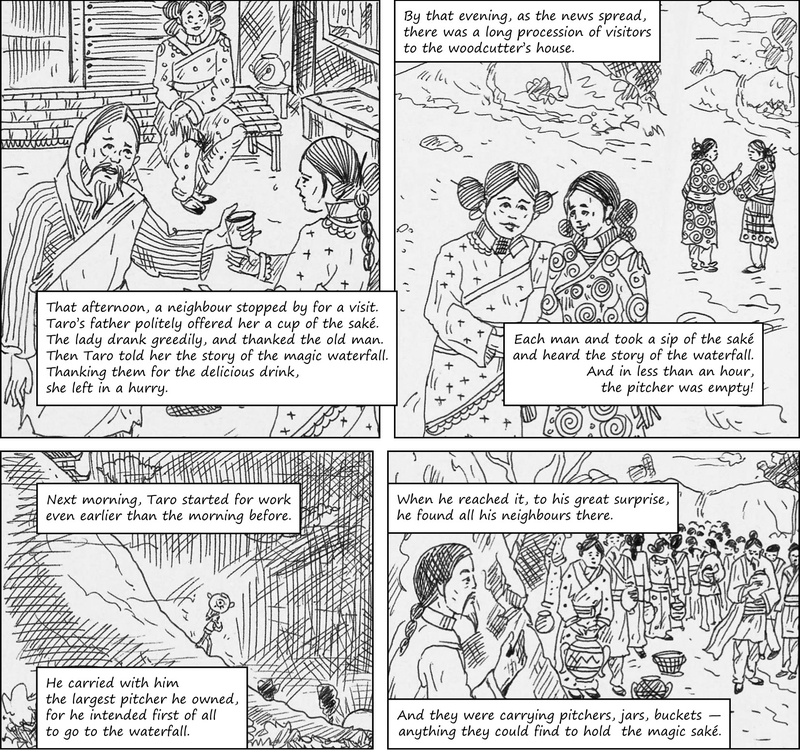 That afternoon, a neighbour stopped by for a visit.
Taro's father politely offered her a cup of the saké.
The lady drank greedily, and thanked the old man.
Then Taro told her the story of the magic waterfall.
Thanking them for the delicious drink,
she left in a hurry.
By that evening, as the news spread,
there was a long procession of visitors
to the woodcutter's house.
Each man and took a sip of the saké
and heard the story of the waterfall.
And in less than an hour,
the pitcher was empty!
Next morning, Taro started for work
even earlier than the morning before.
He carried with him
the largest pitcher he owned,
for he intended first of all
to go to the waterfall.
When he reached it, to his great surprise,
he found all his neighbours there.
And they were carrying pitchers, jars, buckets —
anything they could find to hold the magic saké.